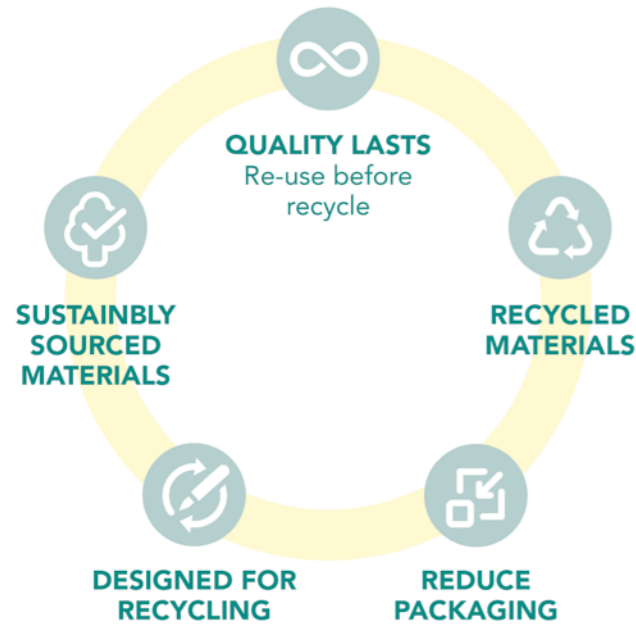 QUALITY LASTS
Re-use before
recycle
SUSTAINBLY
SOURCED
MATERIALS
RECYCLED
MATERIALS
DESIGNED FOR
RECYCLING
REDUCE
PACKAGING